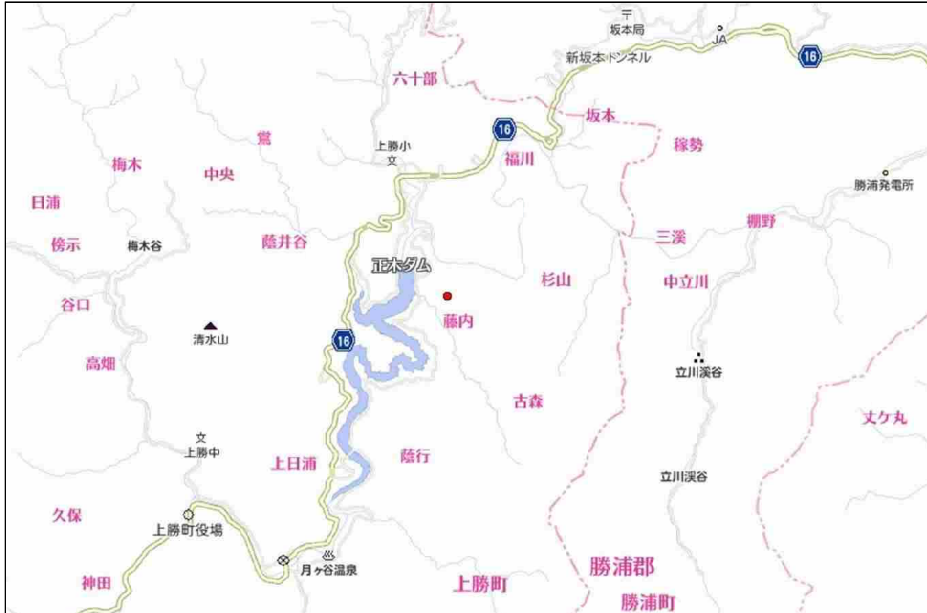 坂本局
JA
新坂本トンネル
16
六十部
坂本
16
鴬
上勝小
文
福川
稼勢
梅木
中央
勝浦発電所
日浦
棚野
傍示
梅木谷
蔭井谷
三溪
正木ダム
杉山
中立川
谷口
藤内
清水山
16
高畑
立川渓谷
古森
丈ケ丸
文
上勝中
上日浦
蔭行
立川渓谷
久保
上勝町役場
月ヶ谷温泉
勝浦郡
神田
上勝町
勝浦町